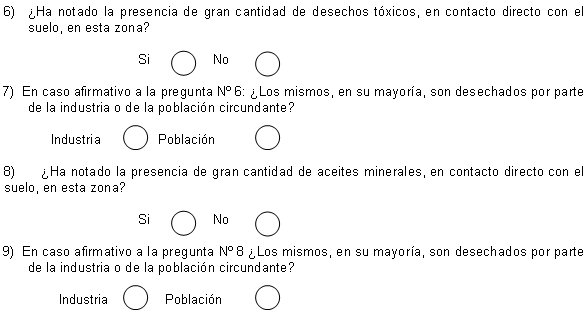 6) ¿Ha notado la presencia de gran cantidad de desechos tóxicos, en contacto directo con el
suelo, en esta zona?
Si No
7) En caso afirmativo a la pregunta Nº 6: ¿Los mismos, en su mayoría, son desechados por parte
de la industria o de la población circundante?
Industria Población
8) ¿Ha notado la presencia de gran cantidad de aceites minerales, en contacto directo con el
suelo, en esta zona?
Si No
9) En caso afirmativo a la pregunta Nº 8 ¿Los mismos, en su mayoría, son desechados por parte
de la industria o de la población circundante?
Industria Población